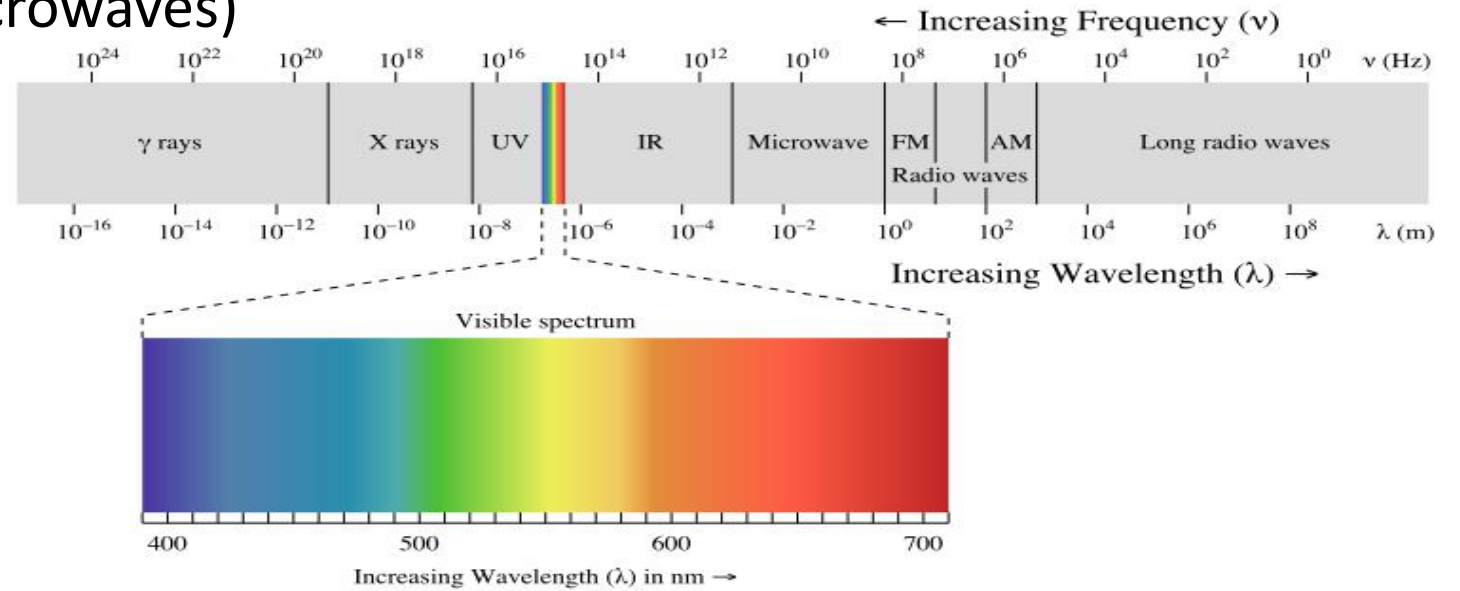 crowaves)
← Increasing Frequency (ν)
10²⁴ 10²² 10²⁰ 10¹⁸ 10¹⁶ 10¹⁴ 10¹² 10¹⁰ 10⁸ 10⁶ 10⁴ 10² 10⁰ ν (Hz)
γ rays X rays UV IR Microwave FM AM Long radio waves
Radio waves
10⁻¹⁶ 10⁻¹⁴ 10⁻¹² 10⁻¹⁰ 10⁻⁸ 10⁻⁶ 10⁻⁴ 10⁻² 10⁰ 10² 10⁴ 10⁶ 10⁸ λ (m)
Increasing Wavelength (λ) →
Visible spectrum
400 500 600 700
Increasing Wavelength (λ) in nm →